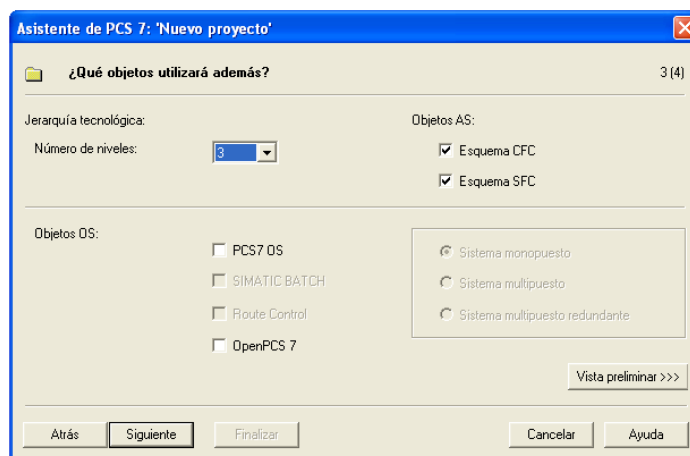 Asistente de PCS 7: 'Nuevo proyecto'
¿Qué objetos utilizará además?
3 (4)
Jerarquía tecnológica:
Número de niveles:
3
Objetos AS:
Esquema CFC
Esquema SFC
Objetos OS:
PCS7 OS
SIMATIC BATCH
Route Control
OpenPCS 7
Sistema monopuesto
Sistema multipuesto
Sistema multipuesto redundante
Vista preliminar >>>
Atrás
Siguiente
Finalizar
Cancelar
Ayuda